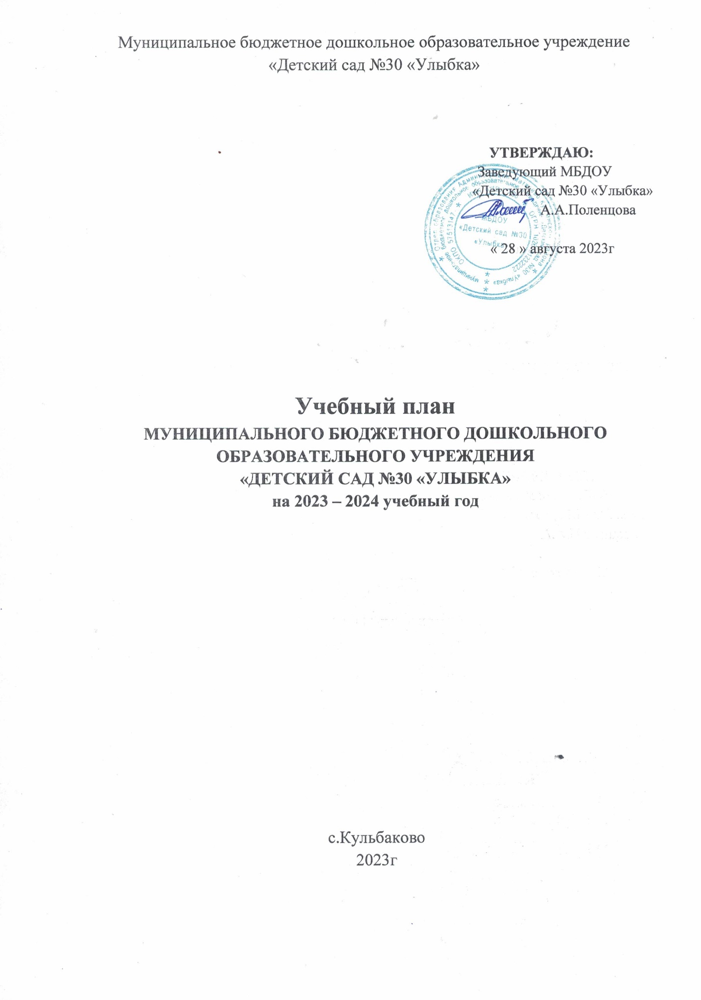 Муниципальное бюджетное дошкольное образовательное учреждение
«Детский сад №30 «Улыбка»
УТВЕРЖДАЮ:
Заведующий МБДОУ
«Детский сад №30 «Улыбка»
А.А.Поленцова
« 28 » августа 2023г
МБДОУ
«Детский сад №30
«Улыбка»
Учебный план
МУНИЦИПАЛЬНОГО БЮДЖЕТНОГО ДОШКОЛЬНОГО
ОБРАЗОВАТЕЛЬНОГО УЧРЕЖДЕНИЯ
«ДЕТСКИЙ САД №30 «УЛЫБКА»
на 2023 – 2024 учебный год
с.Кульбаково
2023г